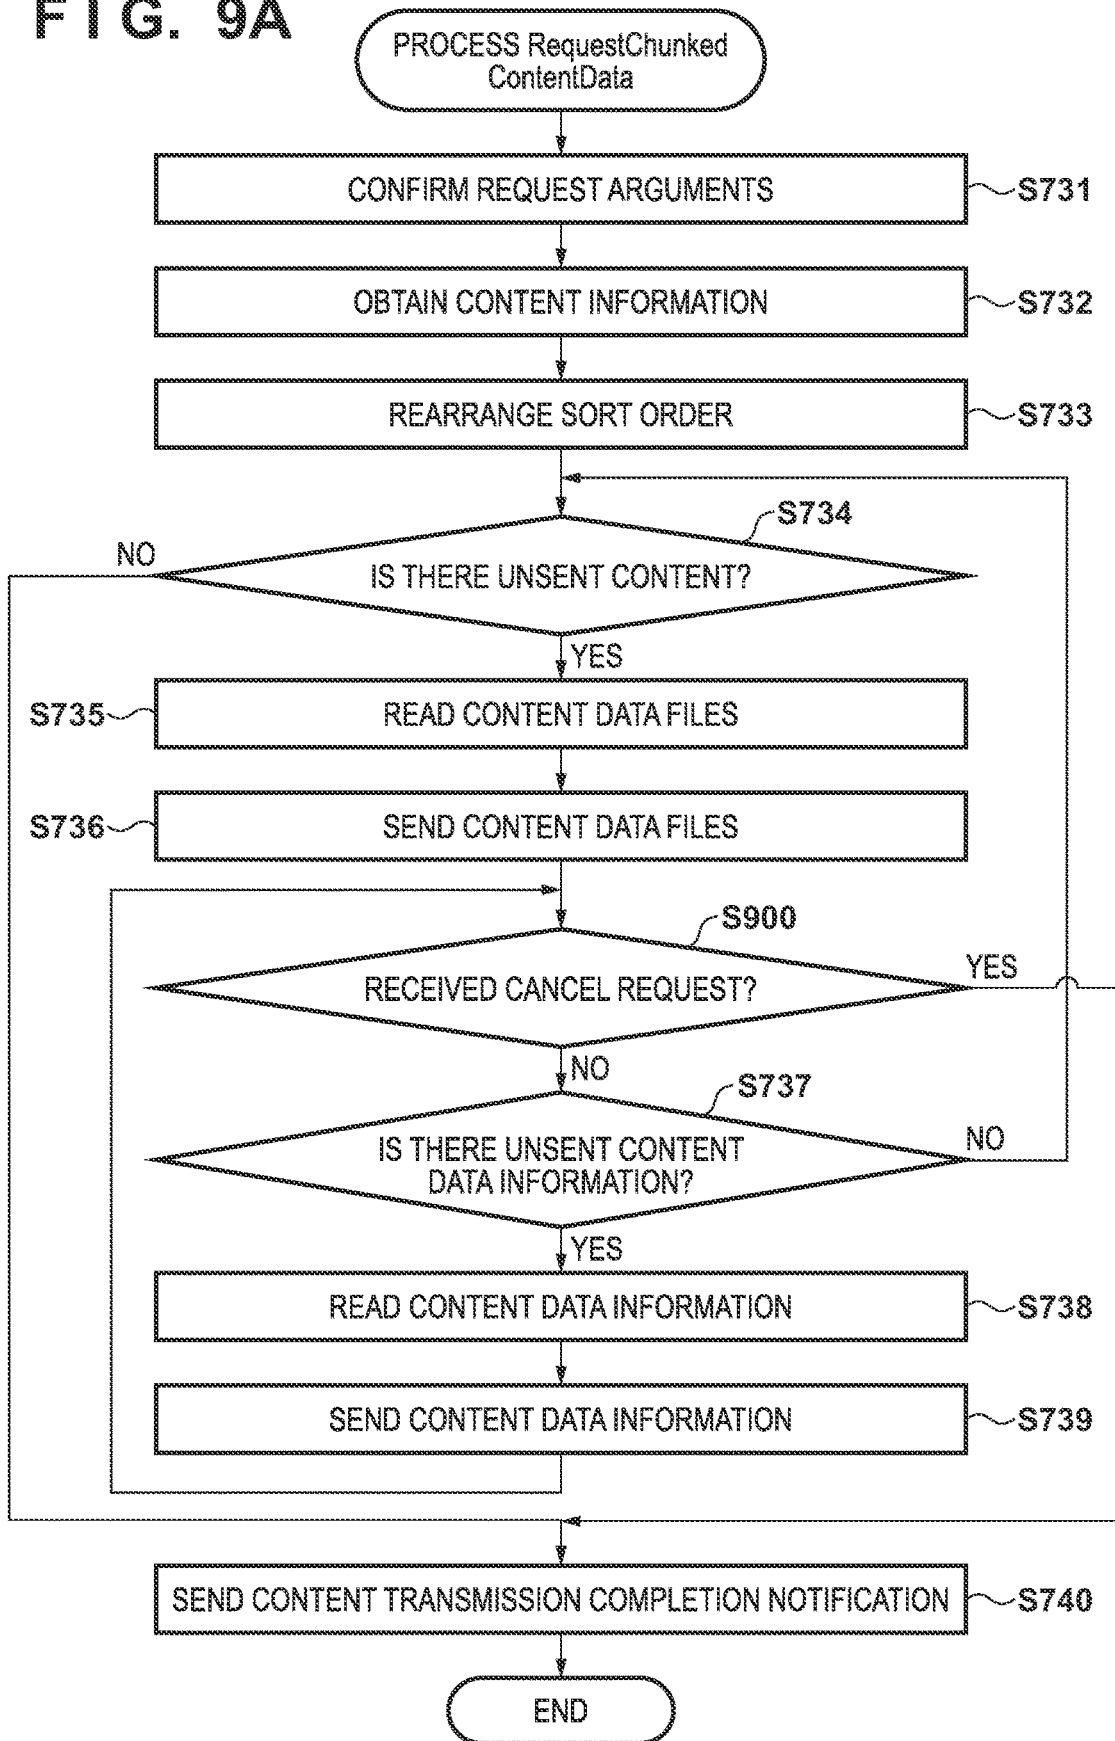 FIG. 9A
PROCESS RequestChunked
ContentData
CONFIRM REQUEST ARGUMENTS
S731
OBTAIN CONTENT INFORMATION
S732
REARRANGE SORT ORDER
S733
S734
NO
IS THERE UNSENT CONTENT?
YES
S735
READ CONTENT DATA FILES
S736
SEND CONTENT DATA FILES
S900
RECEIVED CANCEL REQUEST?
YES
NO
S737
IS THERE UNSENT CONTENT
DATA INFORMATION?
NO
YES
READ CONTENT DATA INFORMATION
S738
SEND CONTENT DATA INFORMATION
S739
SEND CONTENT TRANSMISSION COMPLETION NOTIFICATION
S740
END